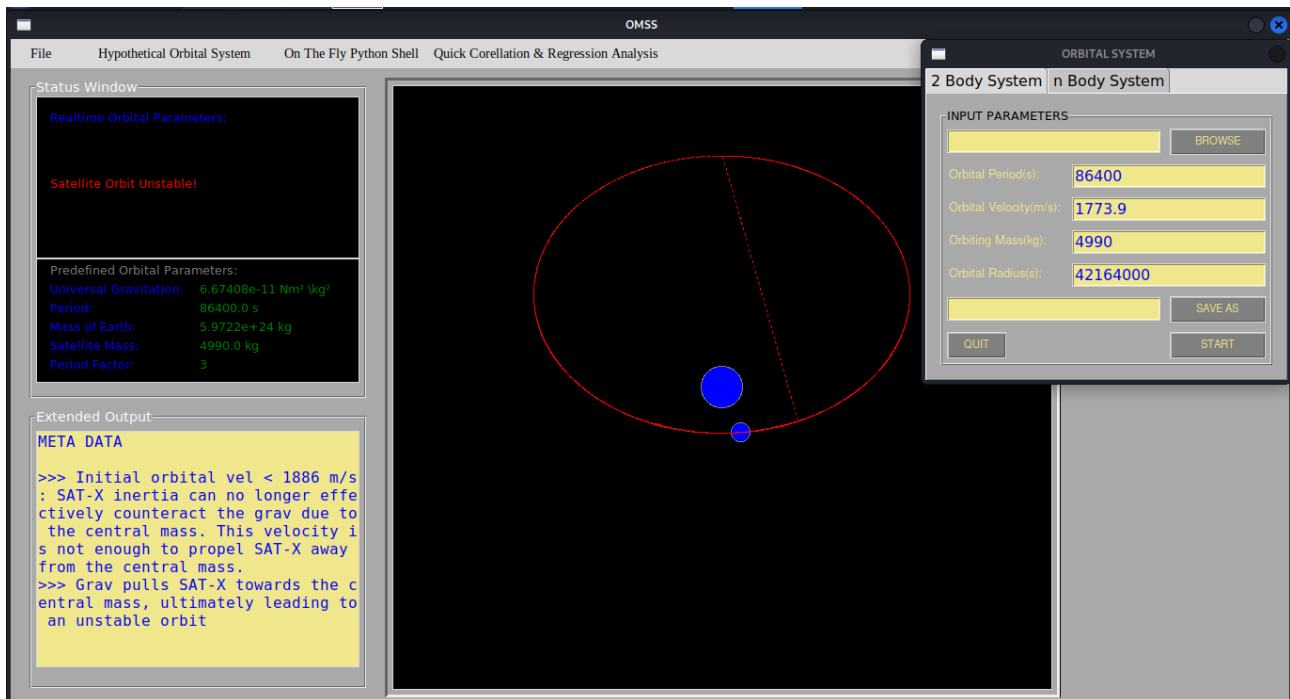 OMSS
File Hypothetical Orbital System On The Fly Python Shell Quick Corellation & Regression Analysis
Status Window
Realtime Orbital Parameters:
Satellite Orbit Unstable!
Predefined Orbital Parameters:
Universal Gravitation: 6.67408e-11 Nm² \kg²
Period: 86400.0 s
Mass of Earth: 5.9722e+24 kg
Satellite Mass: 4990.0 kg
Period Factor: 3
Extended Output
META DATA
>>> Initial orbital vel < 1886 m/s
: SAT-X inertia can no longer effe
ctively counteract the grav due to
the central mass. This velocity i
s not enough to propel SAT-X away
from the central mass.
>>> Grav pulls SAT-X towards the c
entral mass, ultimately leading to
an unstable orbit
ORBITAL SYSTEM
2 Body System n Body System
INPUT PARAMETERS
BROWSE
Orbital Period(s): 86400
Orbital Velocity(m/s): 1773.9
Orbiting Mass(kg): 4990
Orbital Radius(s): 42164000
SAVE AS
QUIT START